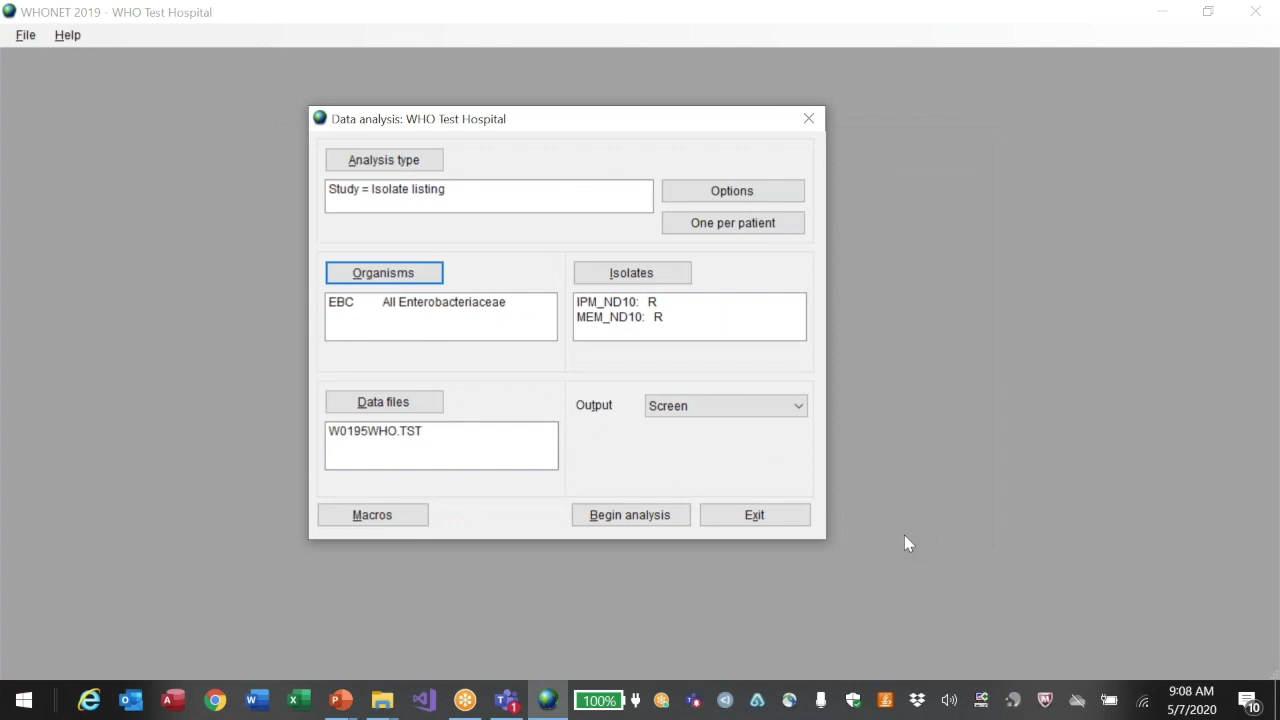 WHONET 2019 - WHO Test Hospital
File Help
Data analysis: WHO Test Hospital
Analysis type
Study = Isolate listing
Options
One per patient
Organisms
Isolates
EBC All Enterobacteriaceae
IPM_ND10: R
MEM_ND10: R
Data files
Output Screen
W0195WHO.TST
Macros
Begin analysis
Exit
100%
9:08 AM
5/7/2020
1
10